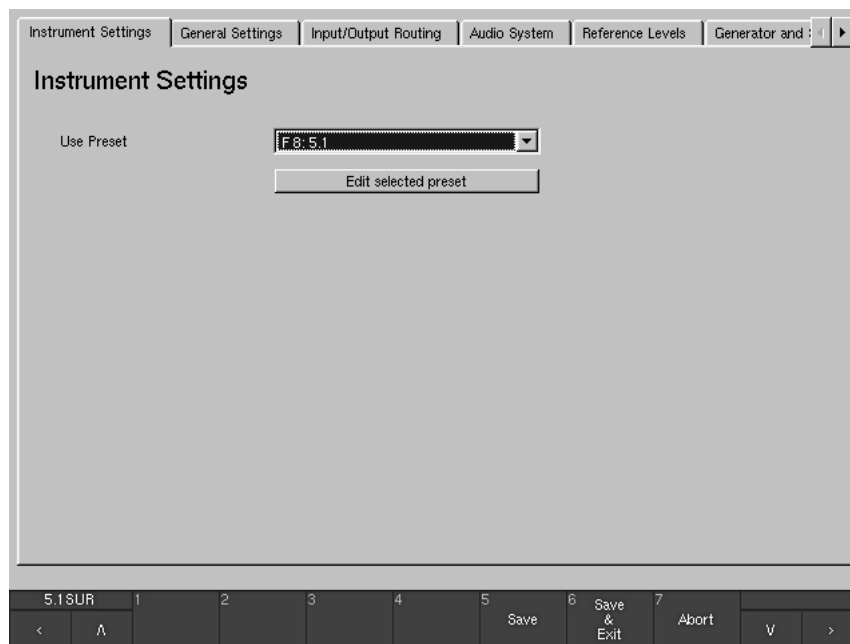 Instrument Settings General Settings Input/Output Routing Audio System Reference Levels Generator and
Instrument Settings
Use Preset F 8: 5.1
Edit selected preset
5.1SUR 1 2 3 4 5 Save 6 Save & Exit 7 Abort
< Λ V >